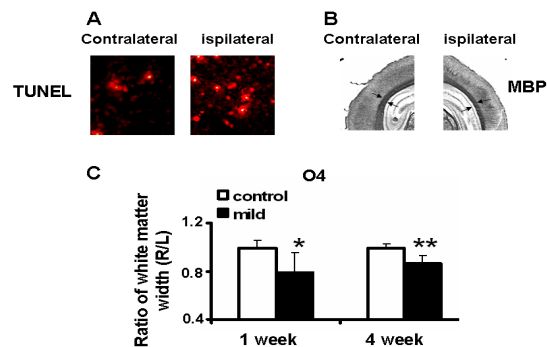 A
Contralateral ispilateral
TUNEL
B
Contralateral ispilateral
MBP
C
O4
control
mild
Ratio of white matter
width (R/L)
1.2
0.8
0.4
* **
1 week 4 week